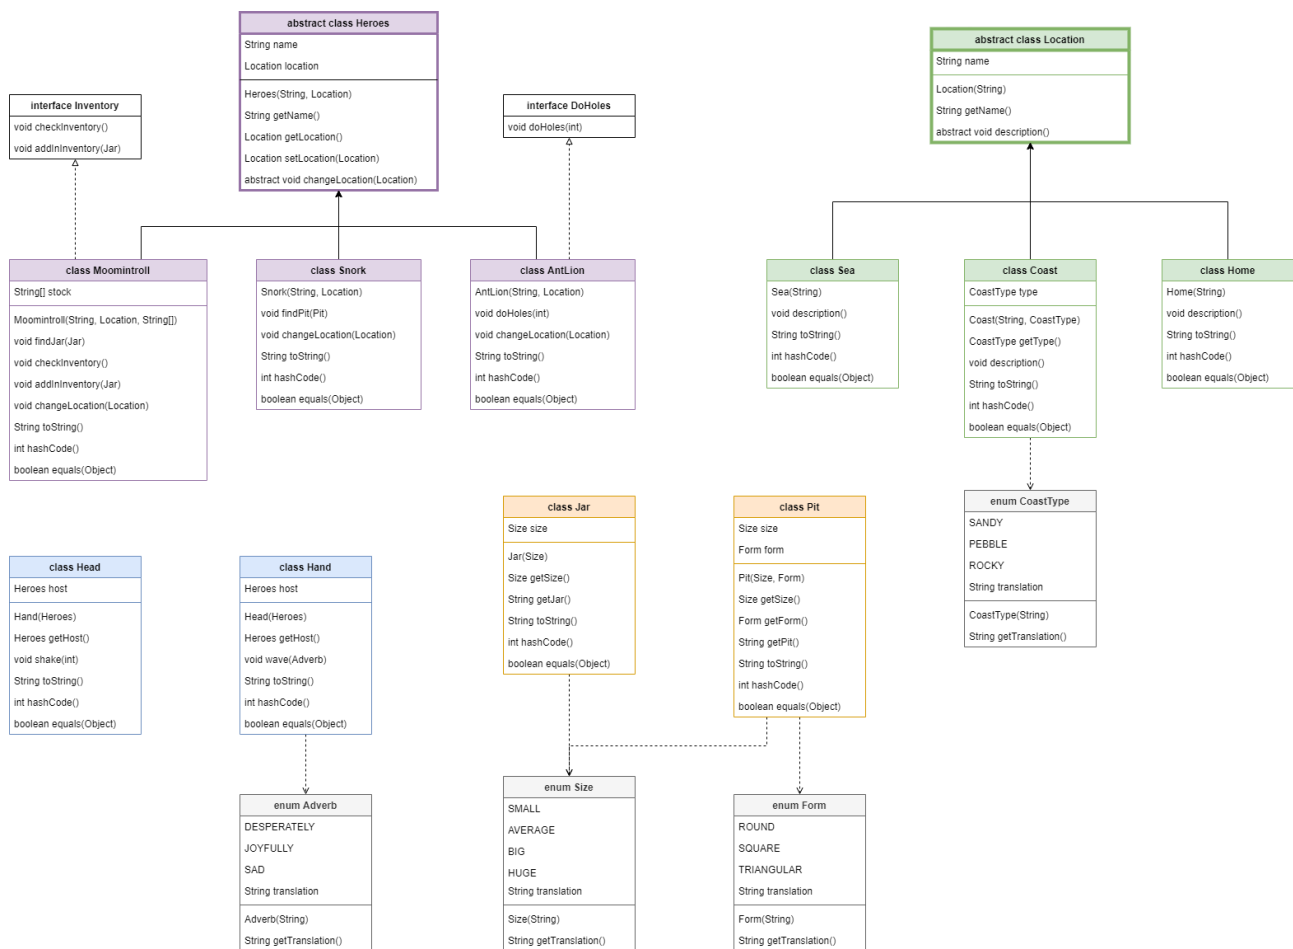 abstract class Heroes
String name
Location location
Heroes(String, Location)
String getName()
Location getLocation()
Location setLocation(Location)
abstract void changeLocation(Location)
abstract class Location
String name
Location(String)
String getName()
abstract void description()
interface Inventory
void checkInventory()
void addInInventory(Jar)
interface DoHoles
void doHoles(int)
class Moomintroll
String[] stock
Moomintroll(String, Location, String[])
void findJar(Jar)
void checkInventory()
void addInInventory(Jar)
void changeLocation(Location)
String toString()
int hashCode()
boolean equals(Object)
class Snork
Snork(String, Location)
void findPit(Pit)
void changeLocation(Location)
String toString()
int hashCode()
boolean equals(Object)
class AntLion
AntLion(String, Location)
void doHoles(int)
void changeLocation(Location)
String toString()
int hashCode()
boolean equals(Object)
class Sea
Sea(String)
void description()
String toString()
int hashCode()
boolean equals(Object)
class Coast
CoastType type
Coast(String, CoastType)
CoastType getType()
void description()
String toString()
int hashCode()
boolean equals(Object)
class Home
Home(String)
void description()
String toString()
int hashCode()
boolean equals(Object)
class Head
Heroes host
Hand(Heroes)
Heroes getHost()
void shake(int)
String toString()
int hashCode()
boolean equals(Object)
class Hand
Heroes host
Head(Heroes)
Heroes getHost()
void wave(Adverb)
String toString()
int hashCode()
boolean equals(Object)
class Jar
Size size
Jar(Size)
Size getSize()
String getJar()
String toString()
int hashCode()
boolean equals(Object)
class Pit
Size size
Form form
Pit(Size, Form)
Size getSize()
Form getForm()
String getPit()
String toString()
int hashCode()
boolean equals(Object)
enum CoastType
SANDY
PEBBLE
ROCKY
String translation
CoastType(String)
String getTranslation()
enum Adverb
DESPERATELY
JOYFULLY
SAD
String translation
Adverb(String)
String getTranslation()
enum Size
SMALL
AVERAGE
BIG
HUGE
String translation
Size(String)
String getTranslation()
enum Form
ROUND
SQUARE
TRIANGULAR
String translation
Form(String)
String getTranslation()